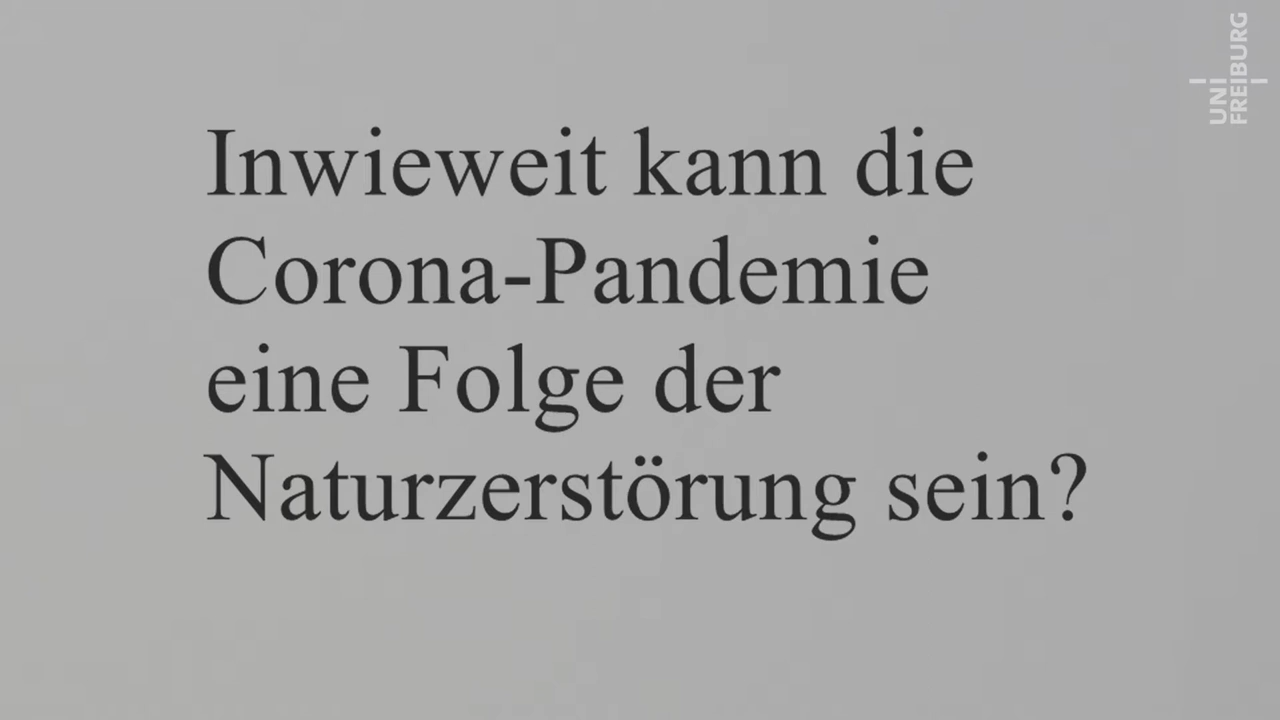 Inwieweit kann die
Corona-Pandemie
eine Folge der
Naturzerstörung sein?
UNI
FREIBURG